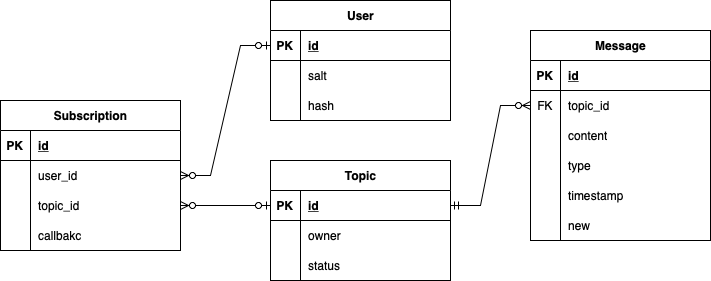 User
PK id
salt
hash
Message
PK id
FK topic_id
content
type
timestamp
new
Subscription
PK id
user_id
topic_id
callbakc
Topic
PK id
owner
status